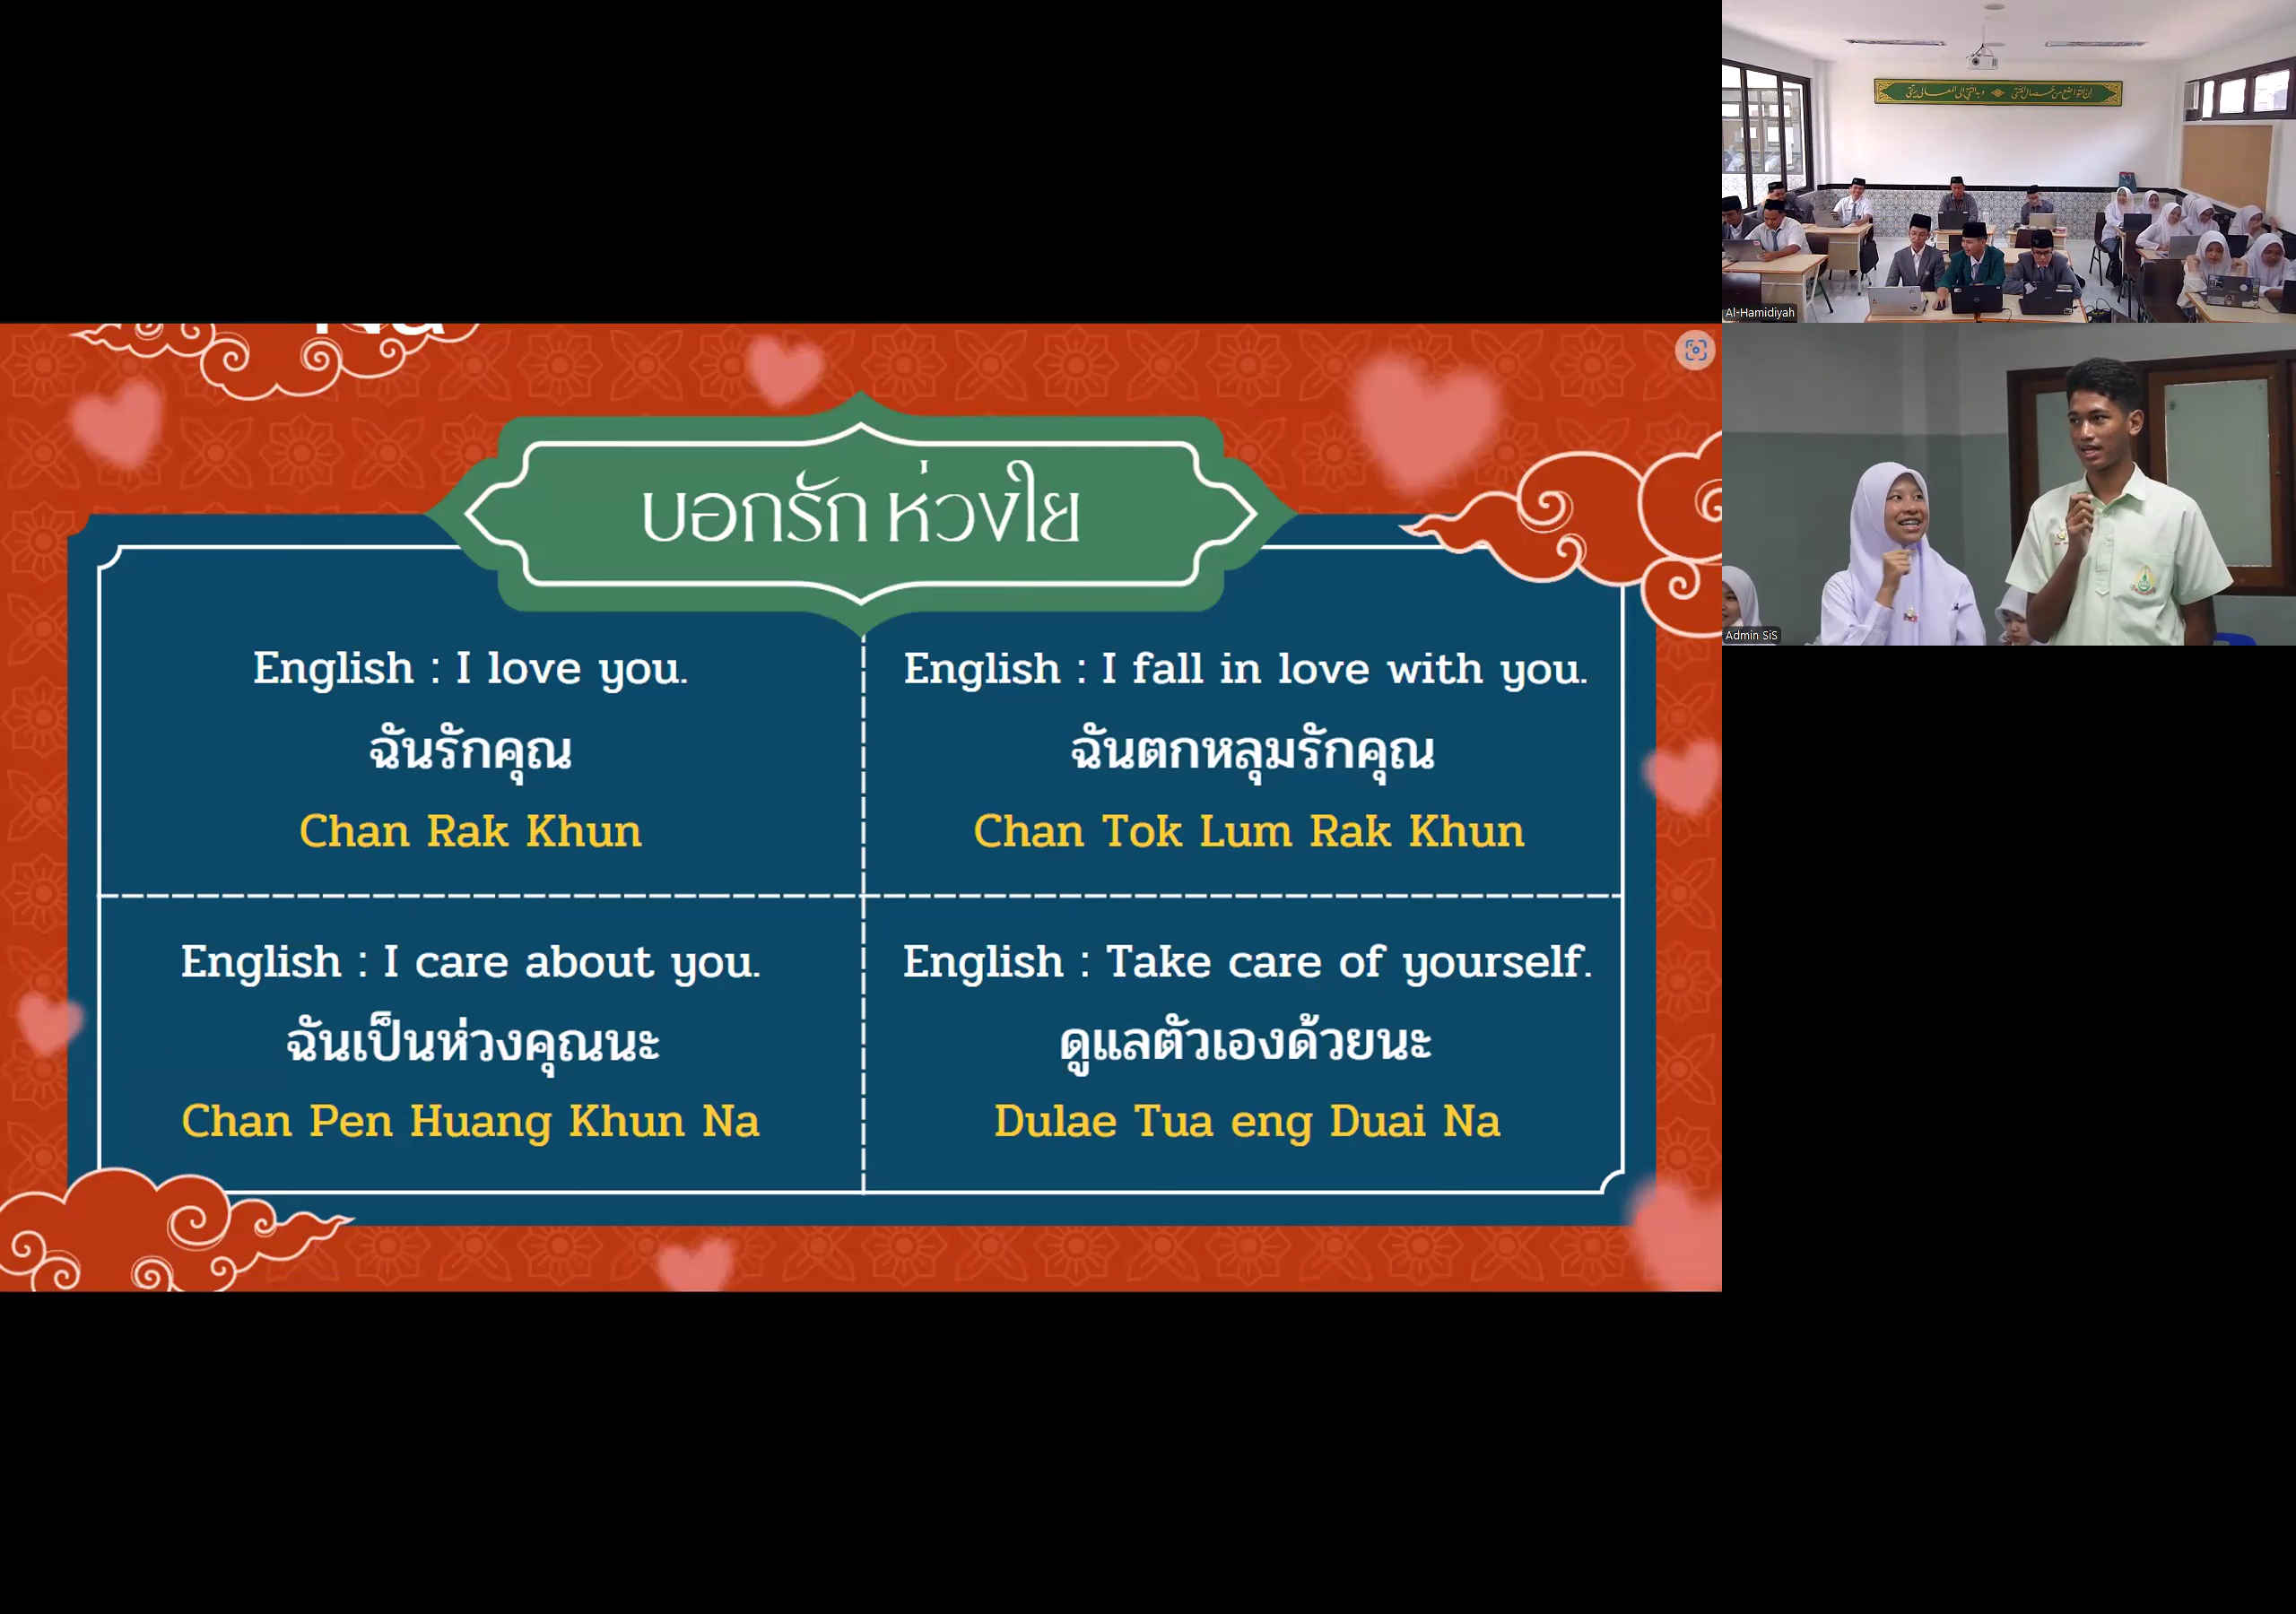 บอกรัก ห่วงใย
English : I love you.
ฉันรักคุณ
Chan Rak Khun
English : I fall in love with you.
ฉันตกหลุมรักคุณ
Chan Tok Lum Rak Khun
English : I care about you.
ฉันเป็นห่วงคุณนะ
Chan Pen Huang Khun Na
English : Take care of yourself.
ดูแลตัวเองด้วยนะ
Dulae Tua eng Duai Na
Al-Hamidiyah
Admin SiS